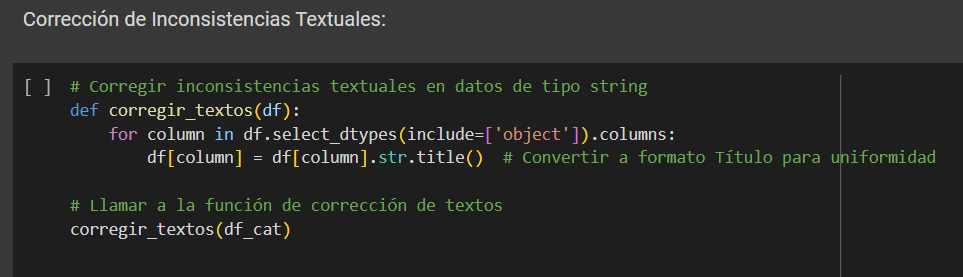 Corrección de Inconsistencias Textuales:
[ ] # Corregir inconsistencias textuales en datos de tipo string
def corregir_textos(df):
    for column in df.select_dtypes(include=['object']).columns:
        df[column] = df[column].str.title()  # Convertir a formato Título para uniformidad
# Llamar a la función de corrección de textos
corregir_textos(df_cat)